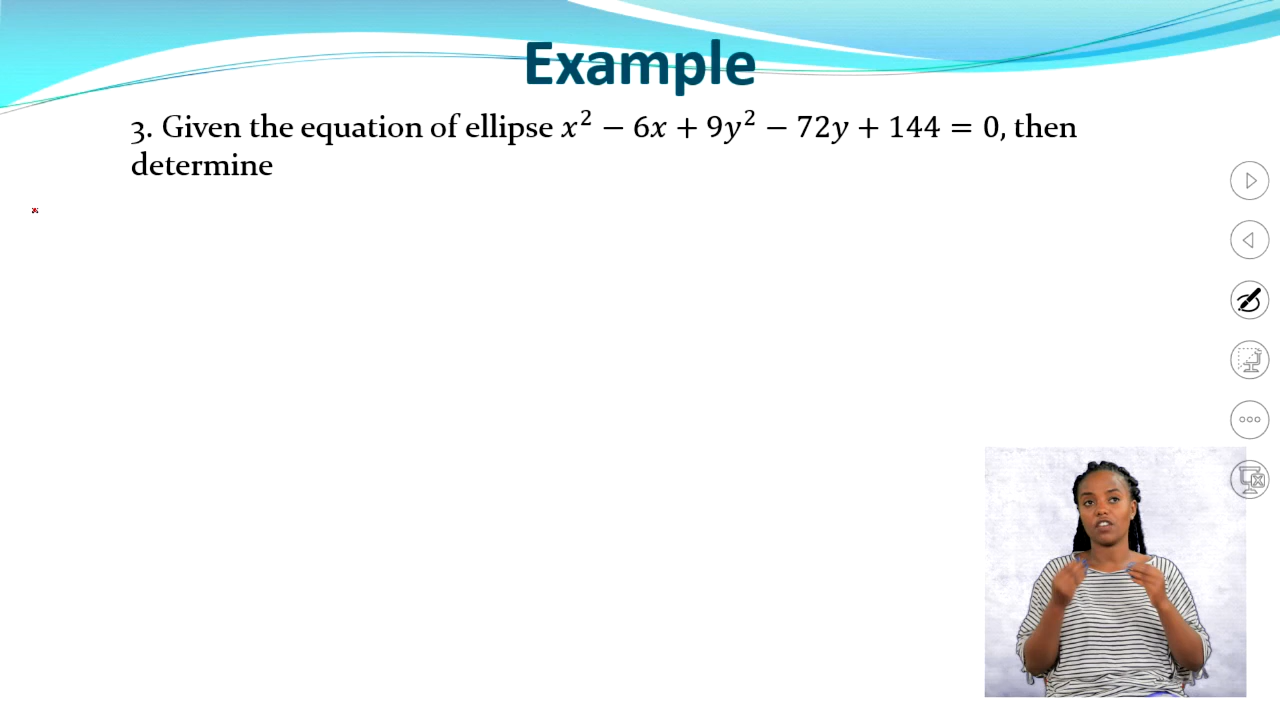 Example
3. Given the equation of ellipse 𝑥² − 6𝑥 + 9𝑦² − 72𝑦 + 144 = 0, then
determine